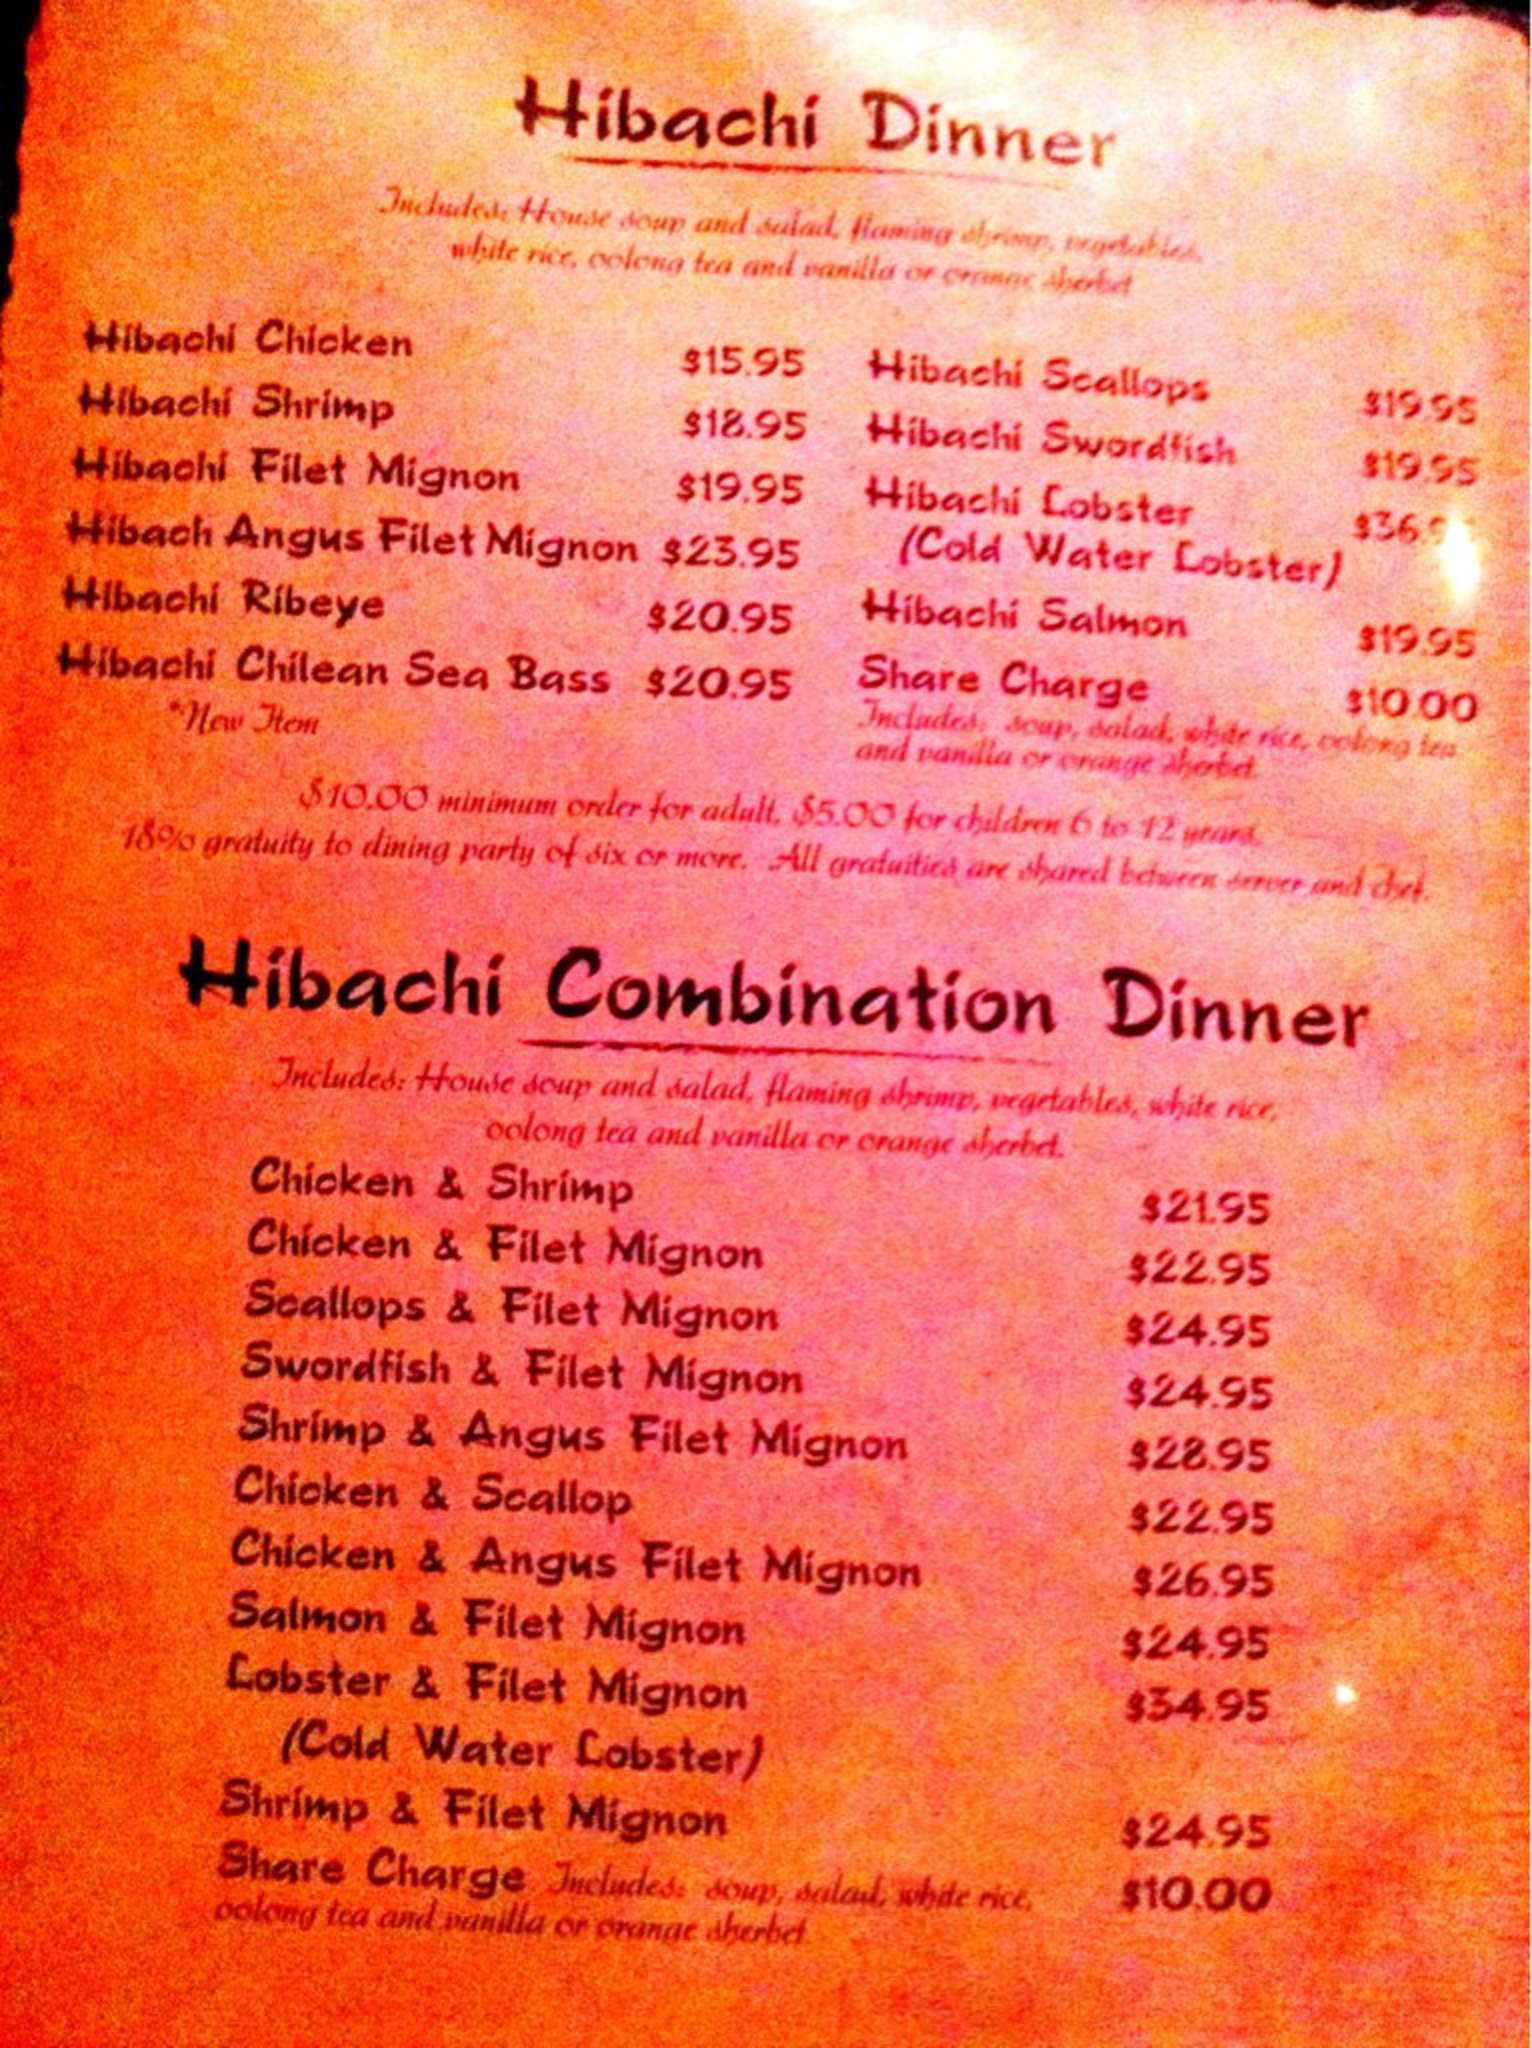 Hibachi Dinner
Includes: House soup and salad, flaming shrimp, vegetables,
white rice, oolong tea and vanilla or orange sherbet
Hibachi Chicken $15.95
Hibachi Shrimp $18.95
Hibachi Filet Mignon $19.95
Hibach Angus Filet Mignon $23.95
Hibachi Ribeye $20.95
Hibachi Chilean Sea Bass $20.95
*New Item
Hibachi Scallops $19.95
Hibachi Swordfish $19.95
Hibachi Lobster
(Cold Water Lobster)
Hibachi Salmon $19.95
Share Charge $10.00
Includes: soup, salad, white rice, oolong tea
and vanilla or orange sherbet.
$10.00 minimum order for adult, $5.00 for children 6 to 12 years.
18% gratuity to dining party of six or more. All gratuities are shared between server and chef.
Hibachi Combination Dinner
Includes: House soup and salad, flaming shrimp, vegetables, white rice,
oolong tea and vanilla or orange sherbet.
Chicken & Shrimp $21.95
Chicken & Filet Mignon $22.95
Scallops & Filet Mignon $24.95
Swordfish & Filet Mignon $24.95
Shrimp & Angus Filet Mignon $28.95
Chicken & Scallop $22.95
Chicken & Angus Filet Mignon $26.95
Salmon & Filet Mignon $24.95
Lobster & Filet Mignon $34.95
(Cold Water Lobster)
Shrimp & Filet Mignon $24.95
Share Charge Includes: soup, salad, white rice, $10.00
oolong tea and vanilla or orange sherbet